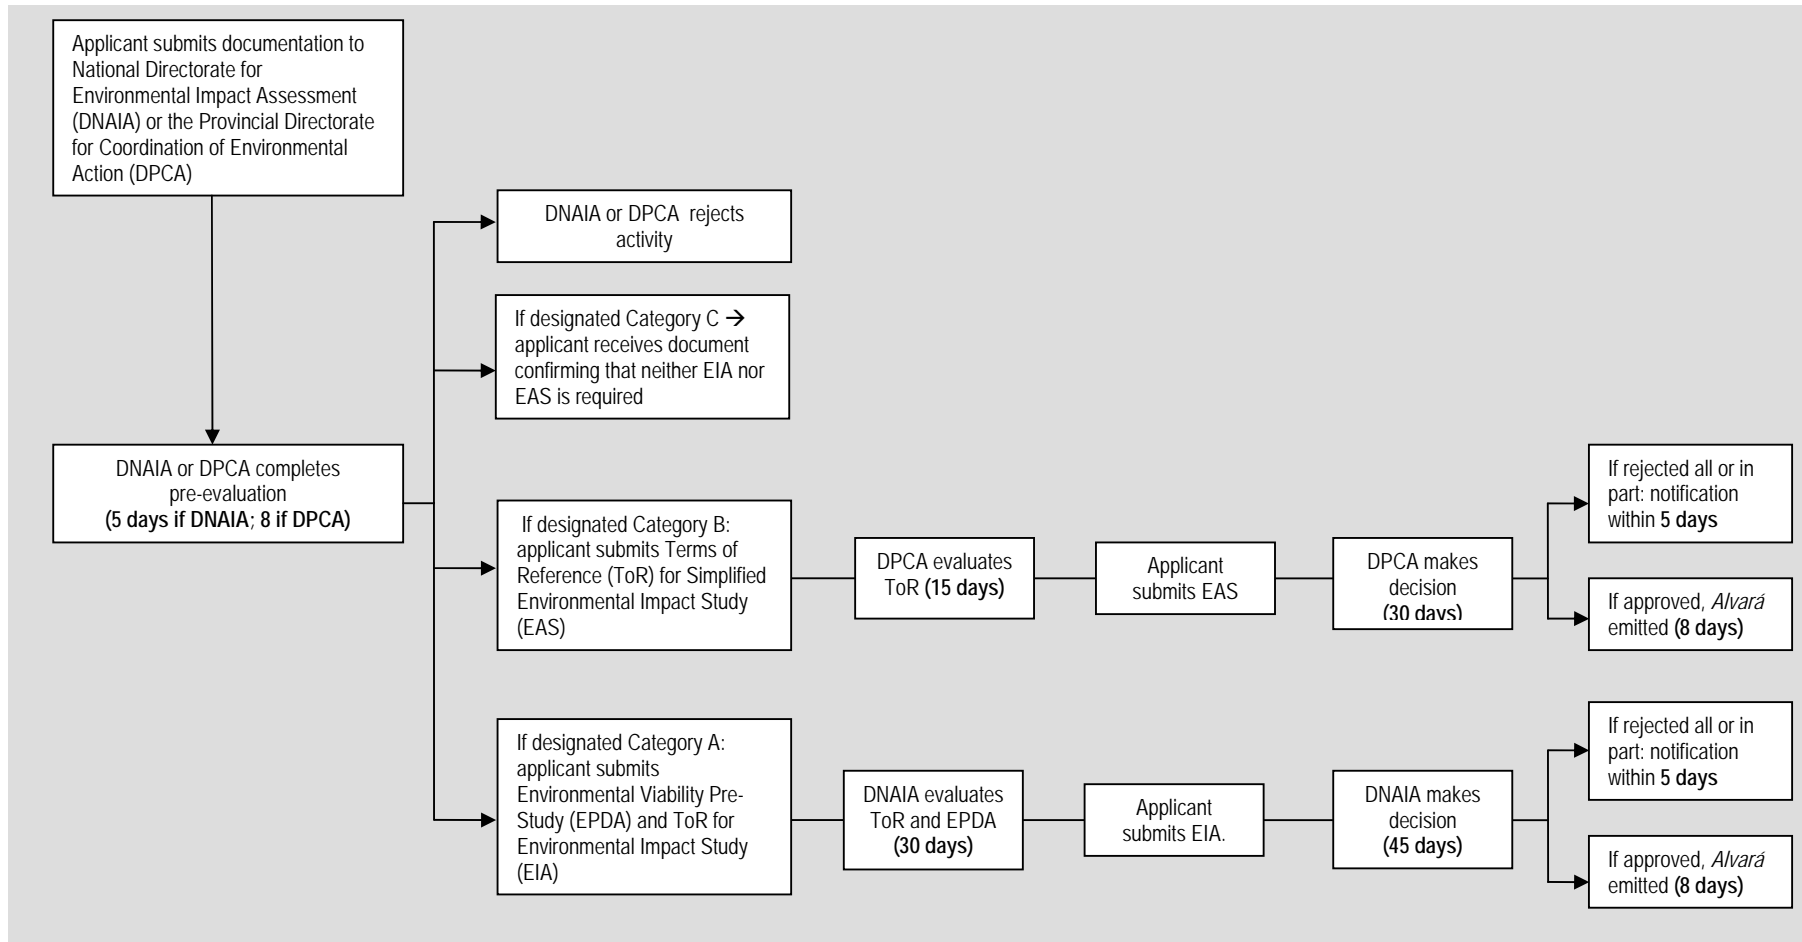 Applicant submits documentation to
National Directorate for
Environmental Impact Assessment
(DNAIA) or the Provincial Directorate
for Coordination of Environmental
Action (DPCA)
DNAIA or DPCA rejects
activity
If designated Category C →
applicant receives document
confirming that neither EIA nor
EAS is required
DNAIA or DPCA completes
pre-evaluation
(5 days if DNAIA; 8 if DPCA)
If designated Category B:
applicant submits Terms of
Reference (ToR) for Simplified
Environmental Impact Study
(EAS)
DPCA evaluates
ToR (15 days)
Applicant
submits EAS
DPCA makes
decision
(30 days)
If rejected all or in
part: notification
within 5 days
If approved, Alvará
emitted (8 days)
If designated Category A:
applicant submits
Environmental Viability Pre-
Study (EPDA) and ToR for
Environmental Impact Study
(EIA)
DNAIA evaluates
ToR and EPDA
(30 days)
Applicant
submits EIA.
DNAIA makes
decision
(45 days)
If rejected all or in
part: notification
within 5 days
If approved, Alvará
emitted (8 days)